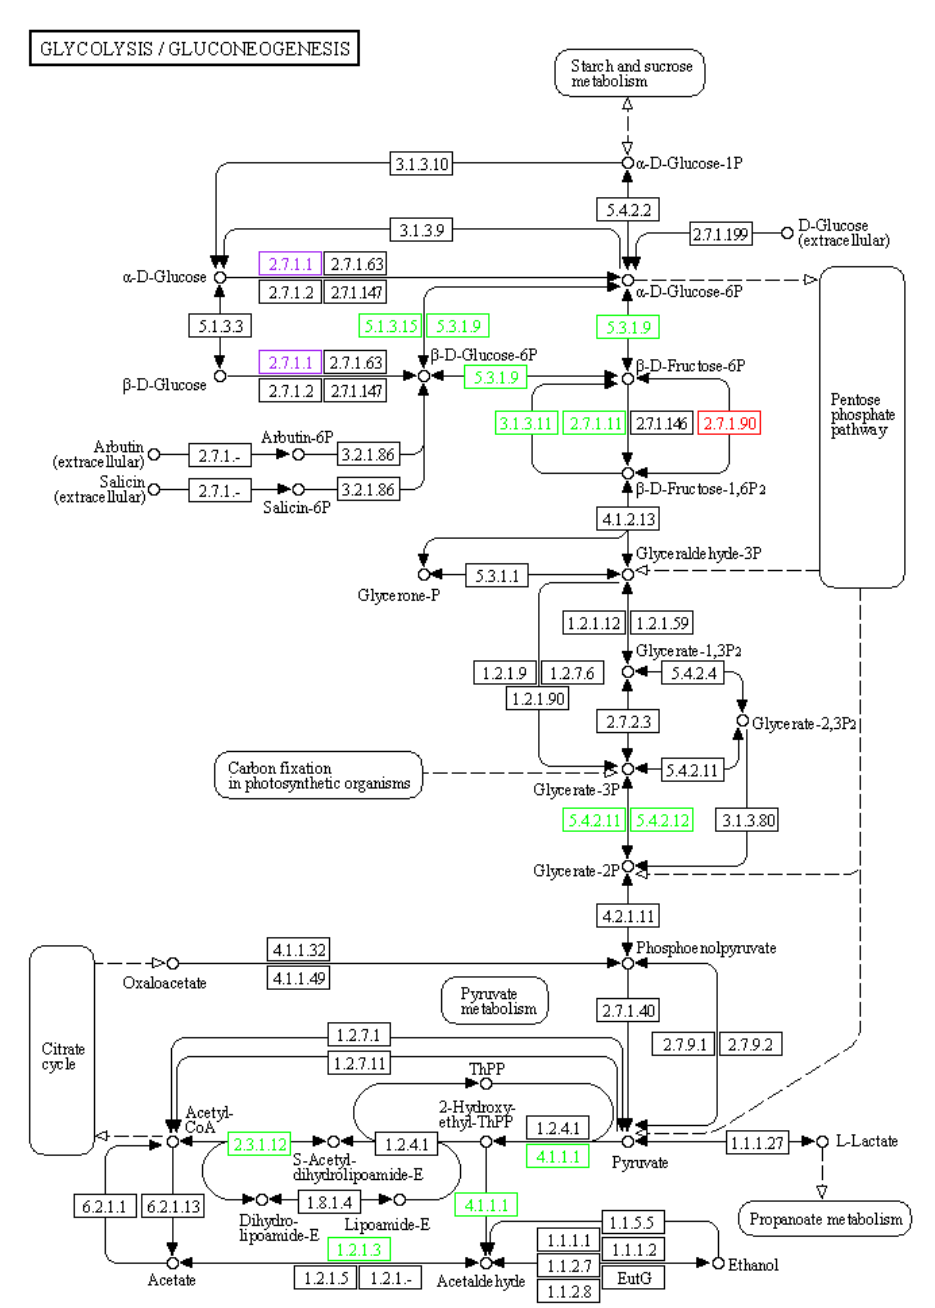 GLYCOLYSIS / GLUCONEOGENESIS
Starch and sucrose
metabolism
3.1.3.10
α-D-Glucose-1P
5.4.2.2
3.1.3.9
2.7.1.199
D-Glucose
(extracellular)
α-D-Glucose
2.7.1.1
2.7.1.63
2.7.1.2
2.7.1.147
α-D-Glucose-6P
5.1.3.3
5.1.3.15
5.3.1.9
5.3.1.9
β-D-Glucose
2.7.1.1
2.7.1.63
2.7.1.2
2.7.1.147
β-D-Glucose-6P
5.3.1.9
β-D-Fructose-6P
Pentose
phosphate
pathway
3.1.3.11
2.7.1.11
2.7.1.146
2.7.1.90
Arbutin
(extracellular)
2.7.1.-
Arbutin-6P
3.2.1.86
Salicin
(extracellular)
2.7.1.-
Salicin-6P
3.2.1.86
β-D-Fructose-1,6P2
4.1.2.13
Glyceraldehyde-3P
Glycerone-P
5.3.1.1
1.2.1.12
1.2.1.59
Glycerate-1,3P2
1.2.1.9
1.2.7.6
1.2.1.90
5.4.2.4
2.7.2.3
Glycerate-2,3P2
Carbon fixation
in photosynthetic organisms
5.4.2.11
Glycerate-3P
5.4.2.11
5.4.2.12
3.1.3.80
Glycerate-2P
4.2.1.11
4.1.1.32
4.1.1.49
Oxaloacetate
Phosphoenolpyruvate
Pyruvate
metabolism
2.7.1.40
Citrate
cycle
1.2.7.1
1.2.7.11
2.7.9.1
2.7.9.2
ThPP
Acetyl-
CoA
2-Hydroxy-
ethyl-ThPP
2.3.1.12
1.2.4.1
1.2.4.1
4.1.1.1
S-Acetyl-
dihydrolipoamide-E
Pyruvate
1.1.1.27
L-Lactate
6.2.1.1
6.2.1.13
1.8.1.4
Dihydro-
lipoamide-E
Lipoamide-E
4.1.1.1
Propanoate metabolism
1.2.1.3
Acetate
1.2.1.5
1.2.1.-
Acetaldehyde
1.1.5.5
1.1.1.1
1.1.1.2
1.1.2.7
EutG
1.1.2.8
Ethanol